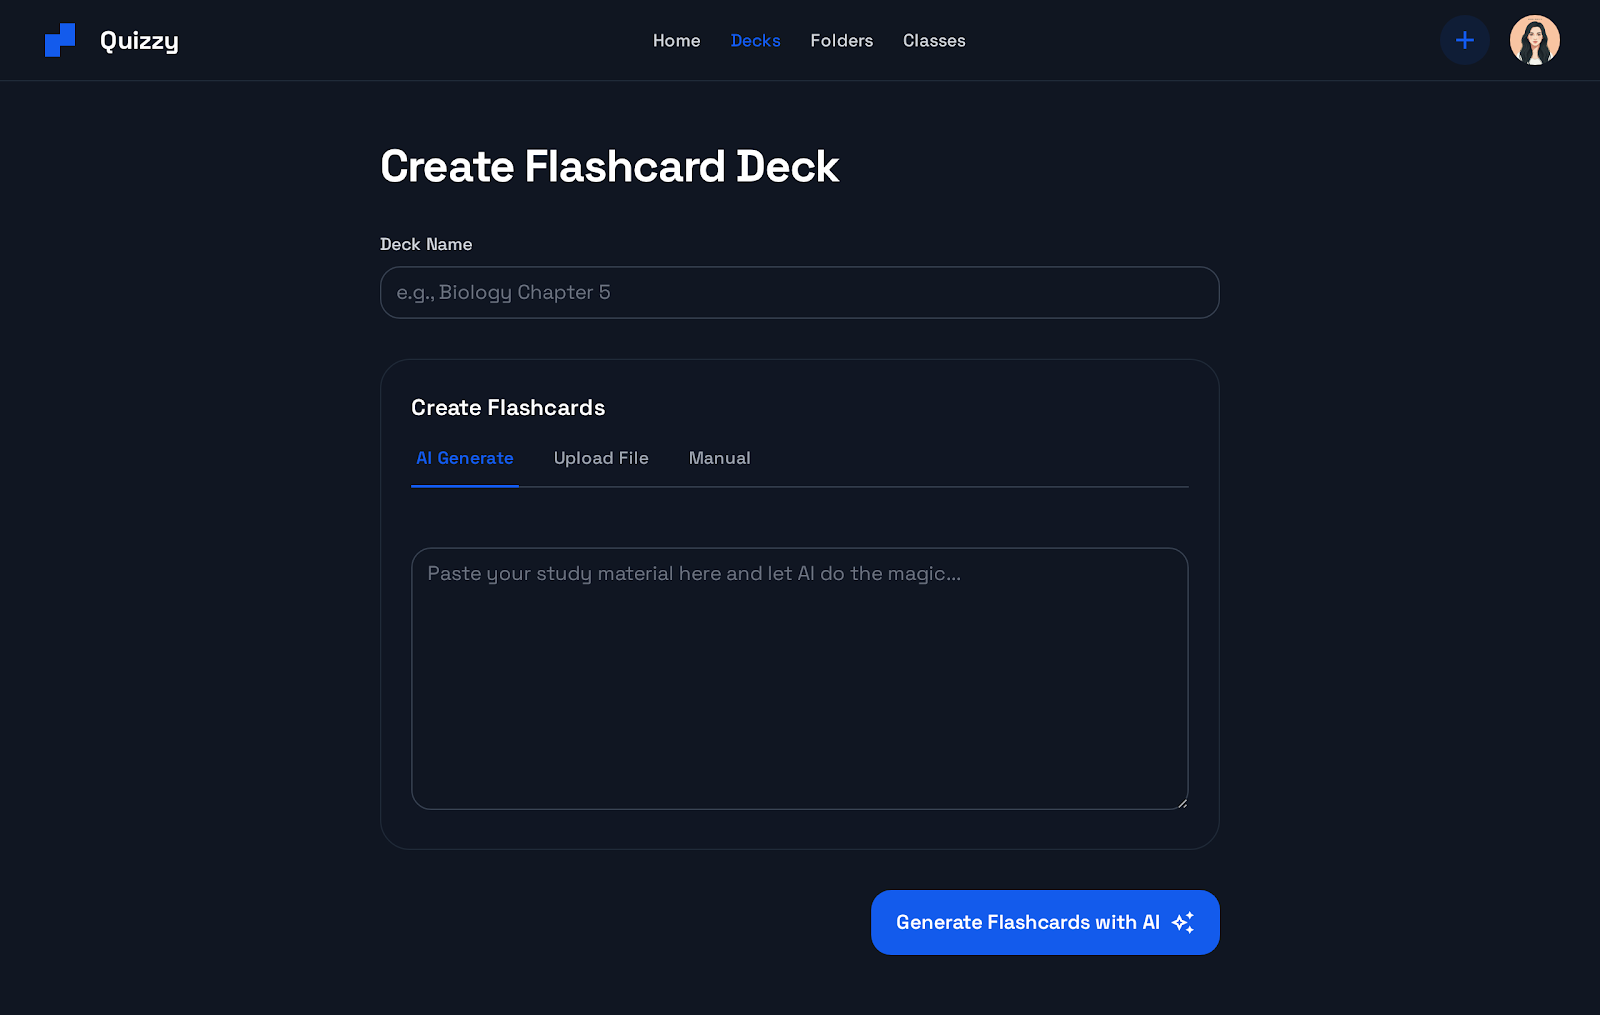 Quizzy
Home Decks Folders Classes
Create Flashcard Deck
Deck Name
e.g., Biology Chapter 5
Create Flashcards
AI Generate Upload File Manual
Paste your study material here and let AI do the magic...
Generate Flashcards with AI